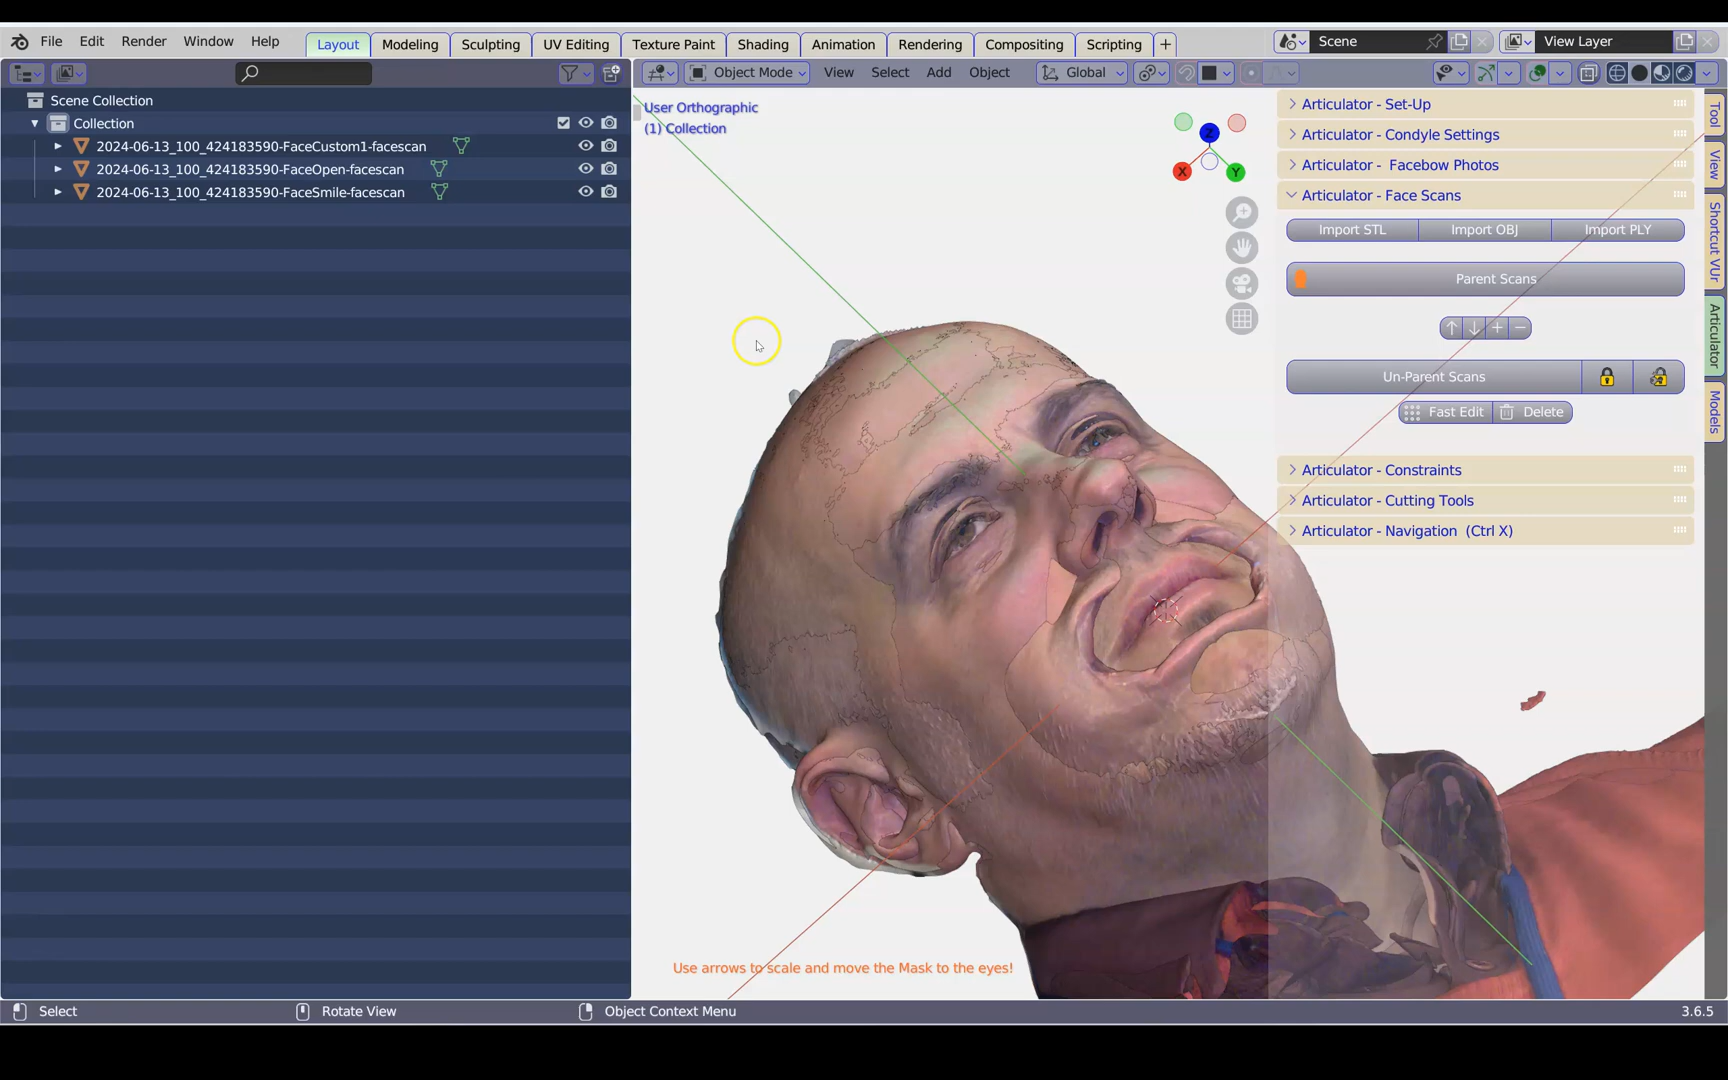 File Edit Render Window Help Layout Modeling Sculpting UV Editing Texture Paint Shading Animation Rendering Compositing Scripting + Scene View Layer
Object Mode View Select Add Object Global
Scene Collection
Collection
2024-06-13_100_424183590-FaceCustom1-facescan
2024-06-13_100_424183590-FaceOpen-facescan
2024-06-13_100_424183590-FaceSmile-facescan
User Orthographic
(1) Collection
Z
X
Y
Articulator - Set-Up
Articulator - Condyle Settings
Articulator - Facebow Photos
Articulator - Face Scans
Import STL Import OBJ Import PLY
Parent Scans
Un-Parent Scans
Fast Edit Delete
Articulator - Constraints
Articulator - Cutting Tools
Articulator - Navigation (Ctrl X)
Tool
View
Shortcut VUr
Articulator
Models
Use arrows to scale and move the Mask to the eyes!
Select Rotate View Object Context Menu 3.6.5